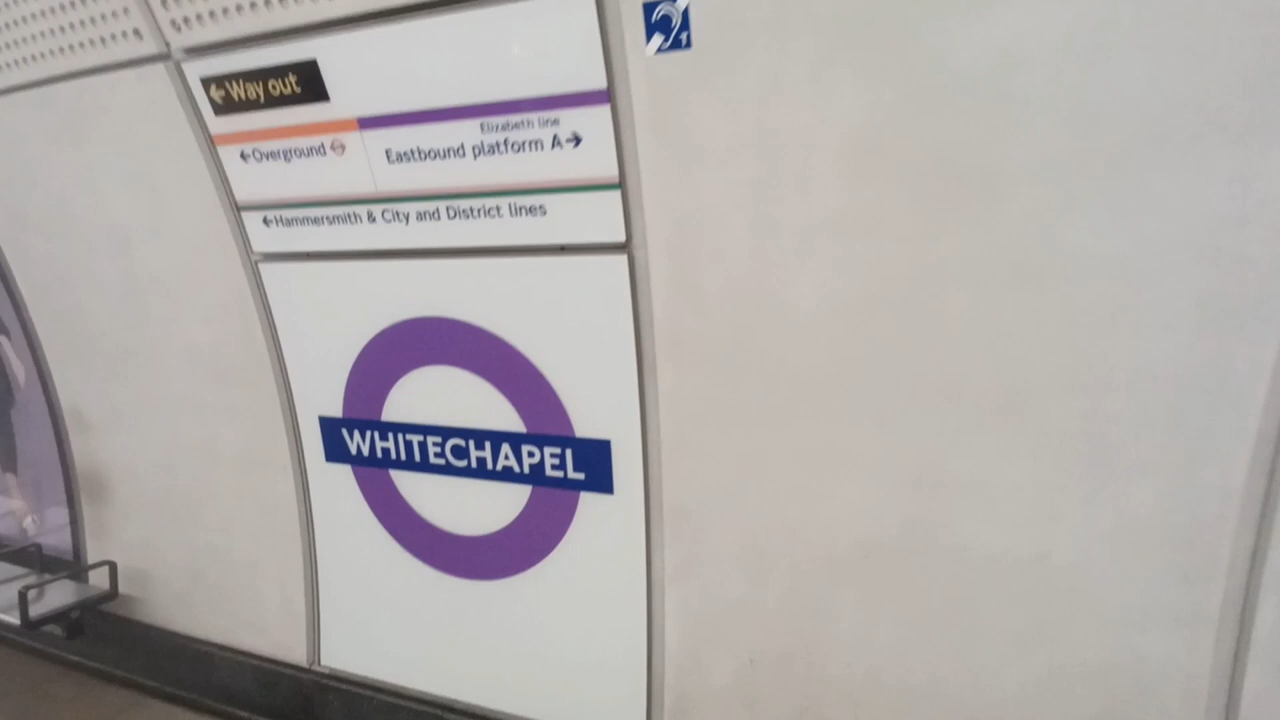 ←Way out
←Overground
Elizabeth line
Eastbound platform A→
←Hammersmith & City and District lines
WHITECHAPEL
T